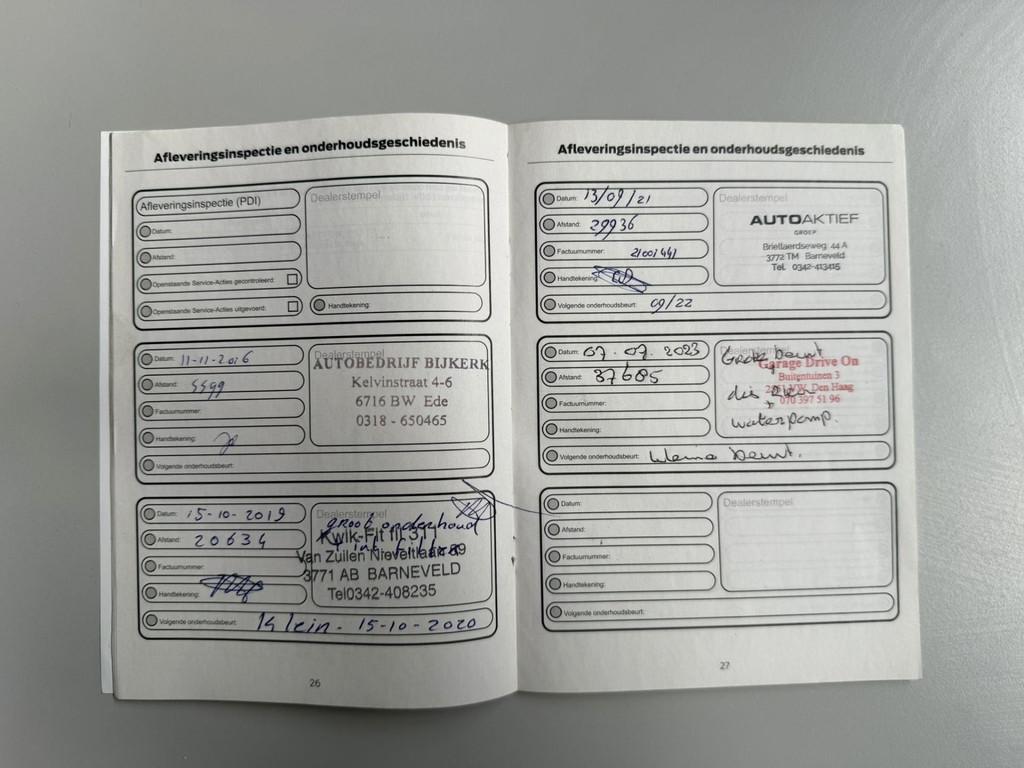 Afleveringsinspectie en onderhoudsgeschiedenis
Afleveringsinspectie (PDI)
Datum:
Afstand:
Openstaande Service-Acties gecontroleerd:
Openstaande Service-Acties uitgevoerd:
Dealerstempel
Handtekening:
Datum: 11-11-2016
Afstand: 5599
Factuurnummer:
Handtekening:
Volgende onderhoudsbeurt:
Dealerstempel
AUTOBEDRIJF BIJKERK
Kelvinstraat 4-6
6716 BW Ede
0318 - 650465
Datum: 15-10-2019
Afstand: 20634
Factuurnummer:
Handtekening:
Volgende onderhoudsbeurt: Klein - 15-10-2020
Dealerstempel
groot onderhoud
Kwik-Fit
Van Zuilen Nieveltlaan 89
3771 AB BARNEVELD
Tel0342-408235
26
Afleveringsinspectie en onderhoudsgeschiedenis
Datum: 13/09/21
Afstand: 29936
Factuurnummer: 21001441
Handtekening:
Volgende onderhoudsbeurt: 09/22
Dealerstempel
AUTOAKTIEF
GROEP
Briellaerdseweg 44 A
3772 TM Barneveld
Tel. 0342-413415
Datum: 07.07.2023
Afstand: 37685
Factuurnummer:
Handtekening:
Volgende onderhoudsbeurt: kleine beurt.
Dealerstempel
Grote beurt
Garage Drive On
Buitentuinen 3
Den Haag
070 397 51 96
+
waterpomp.
Datum:
Afstand:
Factuurnummer:
Handtekening:
Volgende onderhoudsbeurt:
Dealerstempel
27